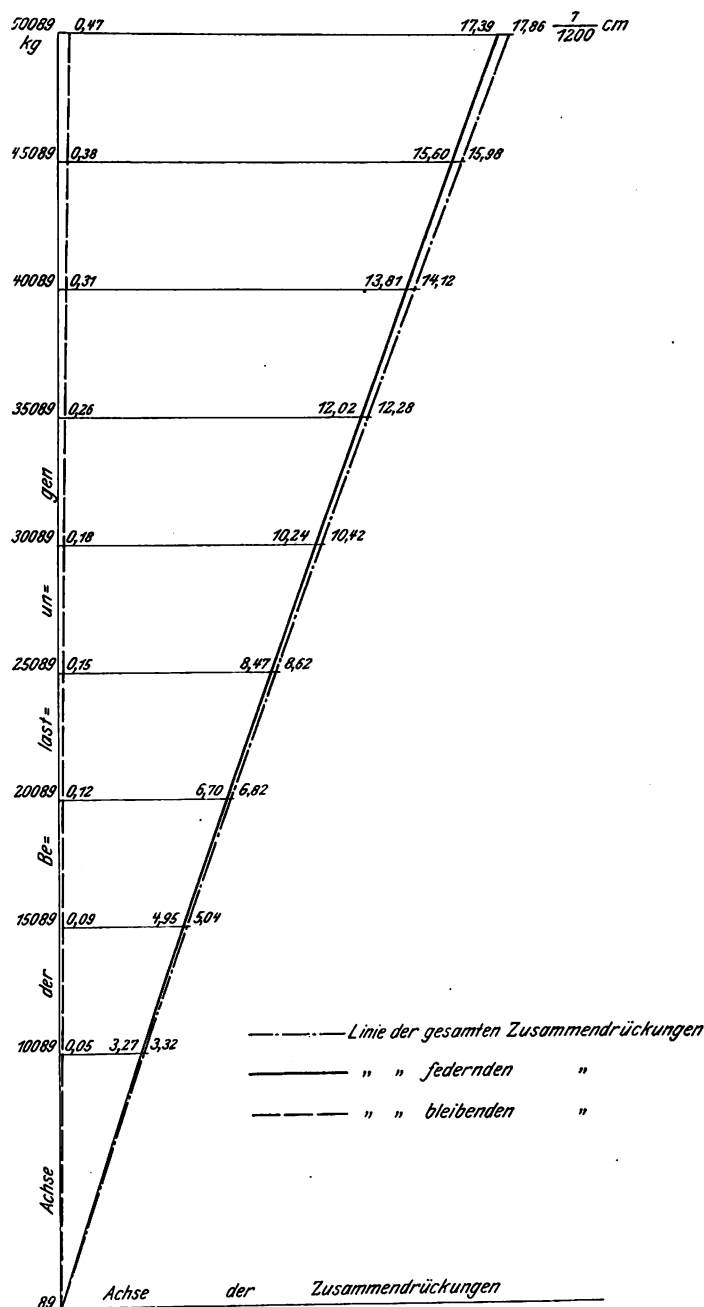 50089 0,47 17,39 17,86 1/1200 cm
kg
45089 0,38 15,60 15,98
40089 0,31 13,81 14,12
35089 0,26 12,02 12,28
30089 0,18 10,24 10,42
25089 0,15 8,47 8,62
20089 0,12 6,70 6,82
15089 0,09 4,95 5,04
10089 0,05 3,27 3,32
89
Achse der Be= last= un= gen
Linie der gesamten Zusammendrückungen
" " federnden "
" " bleibenden "
Achse der Zusammendrückungen